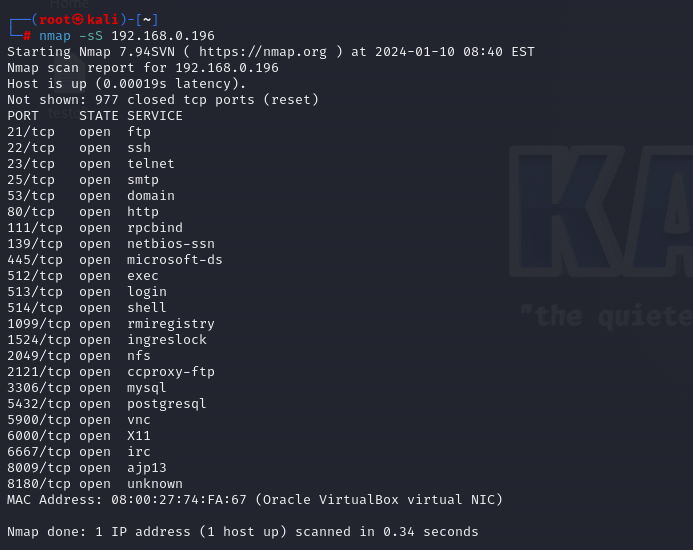 Home
┌──(root㉿kali)-[~]
└─# nmap -sS 192.168.0.196
Starting Nmap 7.94SVN ( https://nmap.org ) at 2024-01-10 08:40 EST
Nmap scan report for 192.168.0.196
Host is up (0.00019s latency).
Not shown: 977 closed tcp ports (reset)
PORT     STATE SERVICE
21/tcp   open  ftp
22/tcp   open  ssh
23/tcp   open  telnet
25/tcp   open  smtp
53/tcp   open  domain
80/tcp   open  http
111/tcp  open  rpcbind
139/tcp  open  netbios-ssn
445/tcp  open  microsoft-ds
512/tcp  open  exec
513/tcp  open  login
514/tcp  open  shell
1099/tcp open  rmiregistry
1524/tcp open  ingreslock
2049/tcp open  nfs
2121/tcp open  ccproxy-ftp
3306/tcp open  mysql
5432/tcp open  postgresql
5900/tcp open  vnc
6000/tcp open  X11
6667/tcp open  irc
8009/tcp open  ajp13
8180/tcp open  unknown
MAC Address: 08:00:27:74:FA:67 (Oracle VirtualBox virtual NIC)
Nmap done: 1 IP address (1 host up) scanned in 0.34 seconds
KA
"the quiete